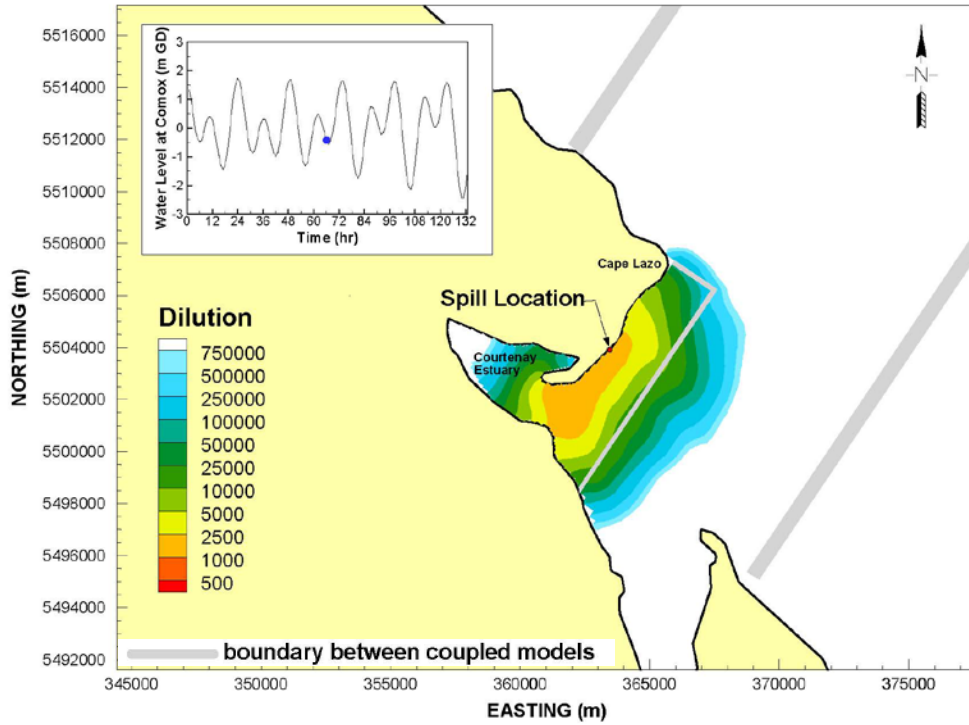 5516000
5514000
5512000
5510000
5508000
5506000
5504000
5502000
5500000
5498000
5496000
5494000
5492000
NORTHING (m)
3
2
1
0
-1
-2
-3
Water Level at Comox (m GD)
0 12 24 36 48 60 72 84 96 108 120 132
Time (hr)
N
Cape Lazo
Spill Location
Courtenay
Estuary
Dilution
750000
500000
250000
100000
50000
25000
10000
5000
2500
1000
500
boundary between coupled models
345000 350000 355000 360000 365000 370000 375000
EASTING (m)